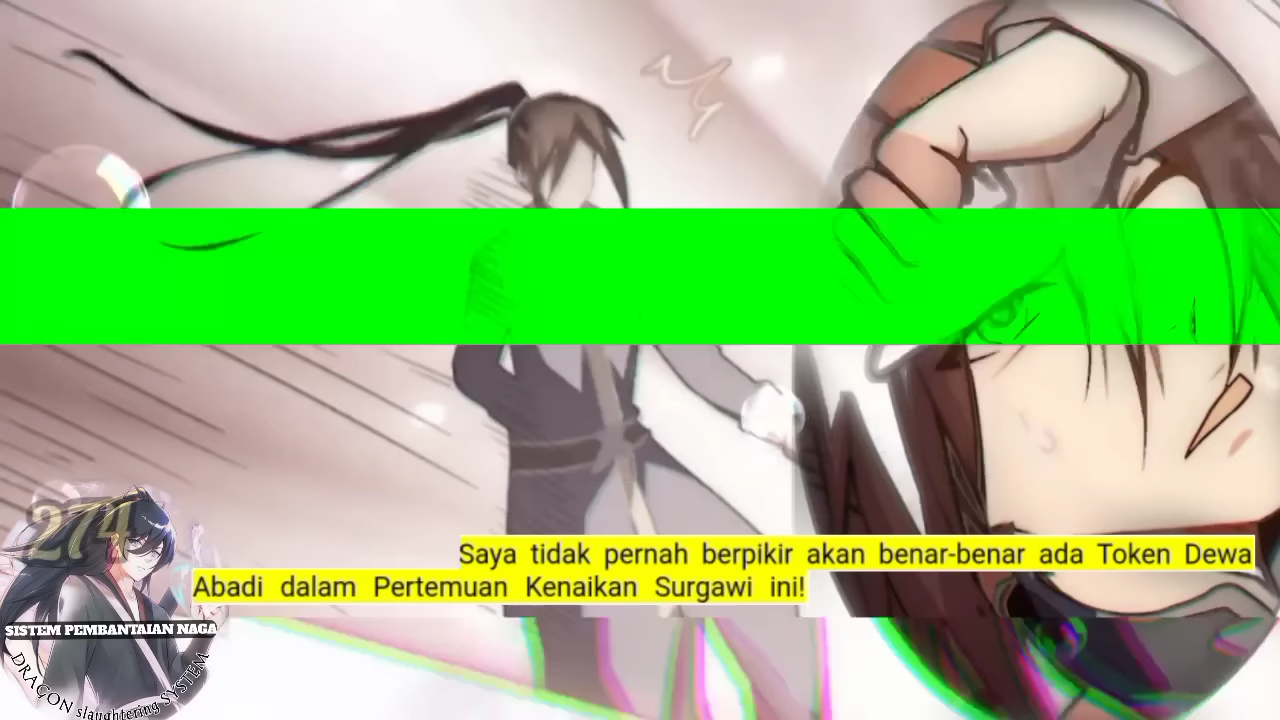 274
Saya tidak pernah berpikir akan benar-benar ada Token Dewa
Abadi dalam Pertemuan Kenaikan Surgawi ini!
SISTEM PEMBANTAIAN NAGA
DRAGON slaughtering SYSTEM